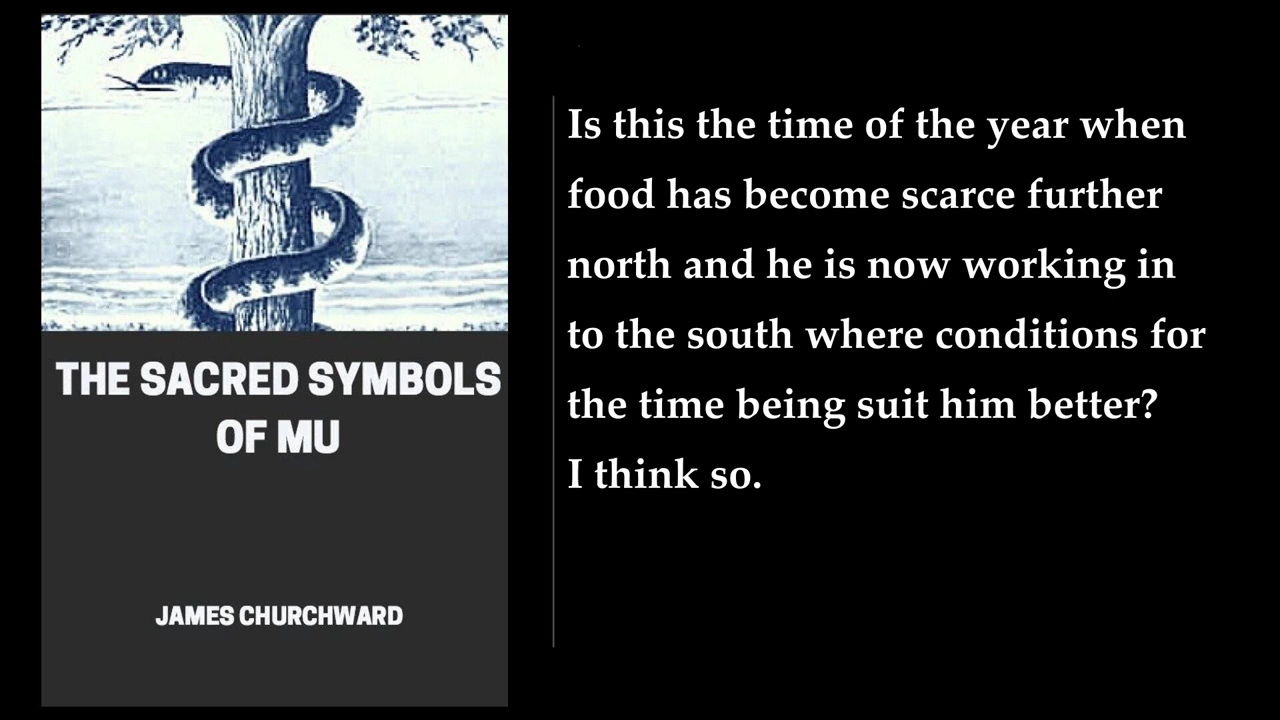 THE SACRED SYMBOLS
OF MU
JAMES CHURCHWARD
Is this the time of the year when
food has become scarce further
north and he is now working in
to the south where conditions for
the time being suit him better?
I think so.